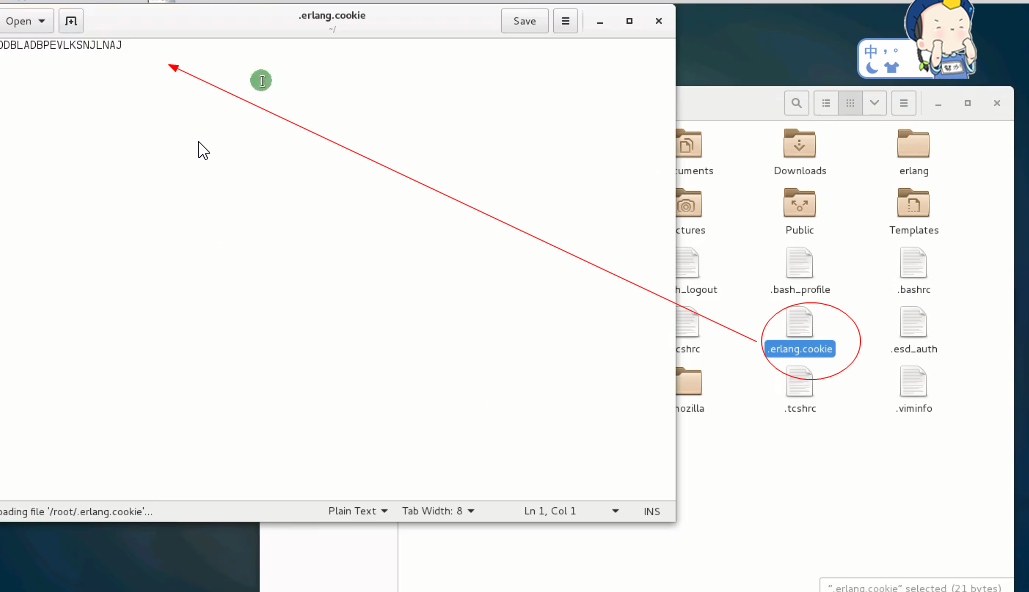 Open
.erlang.cookie
~/
Save
DDBLADBPEVLKSNJLNAJ
中
uments
Downloads
erlang
ctures
Public
Templates
h_logout
.bash_profile
.bashrc
cshrc
.erlang.cookie
.esd_auth
mozilla
.tcshrc
.viminfo
oading file '/root/.erlang.cookie'...
Plain Text
Tab Width: 8
Ln 1, Col 1
INS
".erlang.cookie" selected (21 bytes)